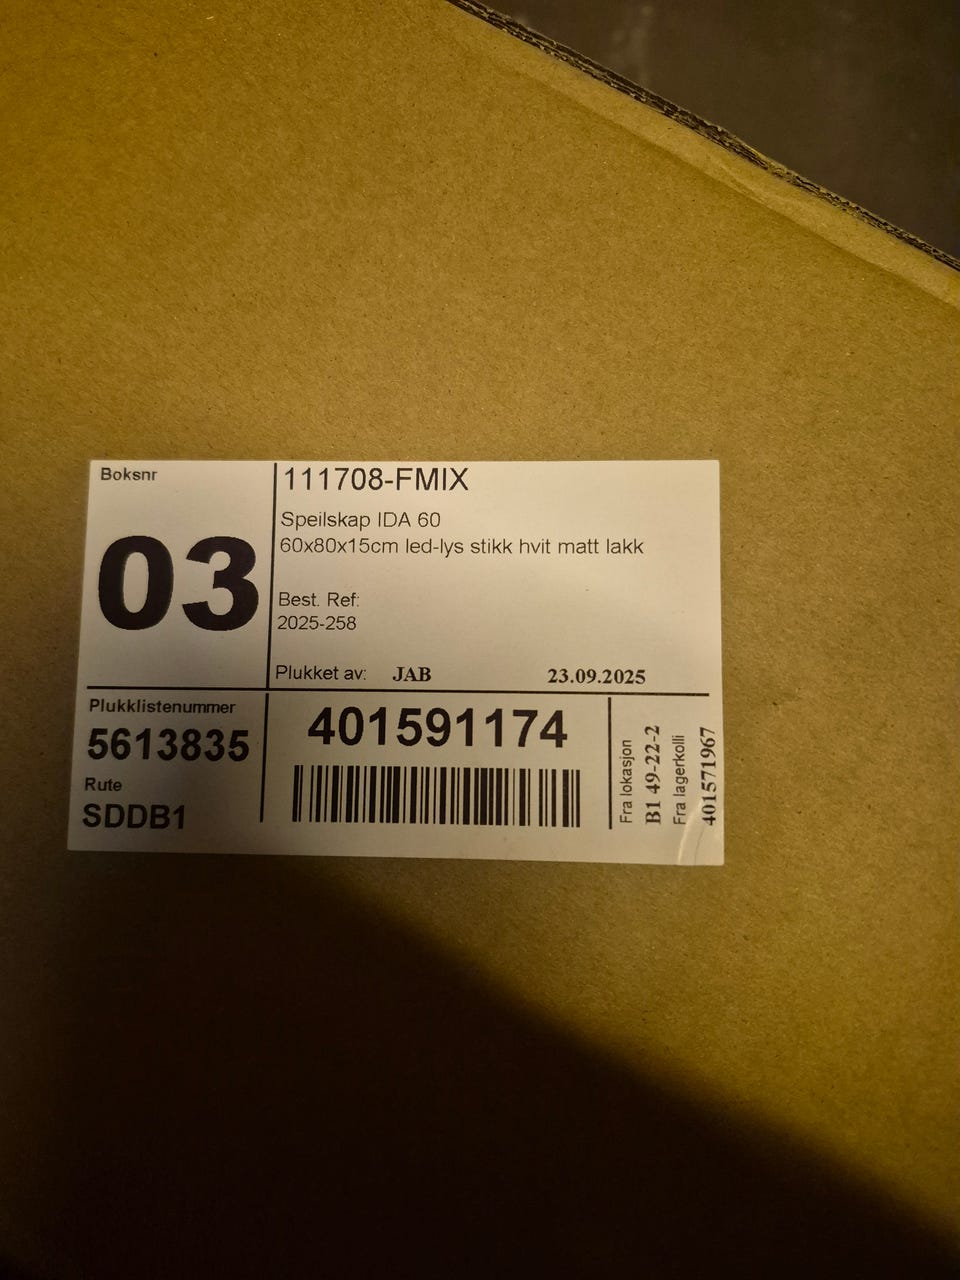 Boksnr
03
111708-FMIX
Speilskap IDA 60
60x80x15cm led-lys stikk hvit matt lakk
Best. Ref:
2025-258
Plukket av: JAB 23.09.2025
Plukklistenummer
5613835
Rute
SDDB1
401591174
Fra lokasjon
B1 49-22-2
Fra lagerkolli
401571967